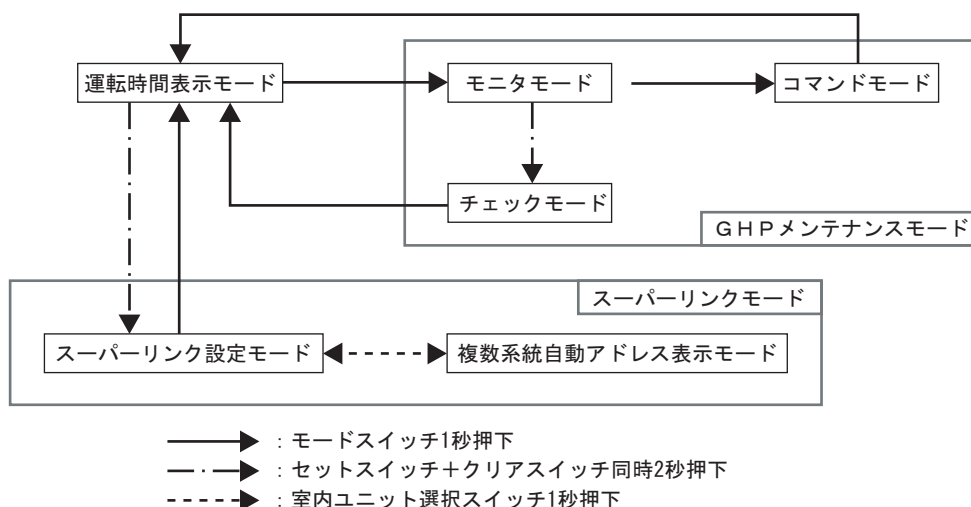 運転時間表示モード
モニタモード
コマンドモード
チェックモード
GHPメンテナンスモード
スーパーリンクモード
スーパーリンク設定モード
複数系統自動アドレス表示モード
：モードスイッチ1秒押下
：セットスイッチ＋クリアスイッチ同時2秒押下
：室内ユニット選択スイッチ1秒押下